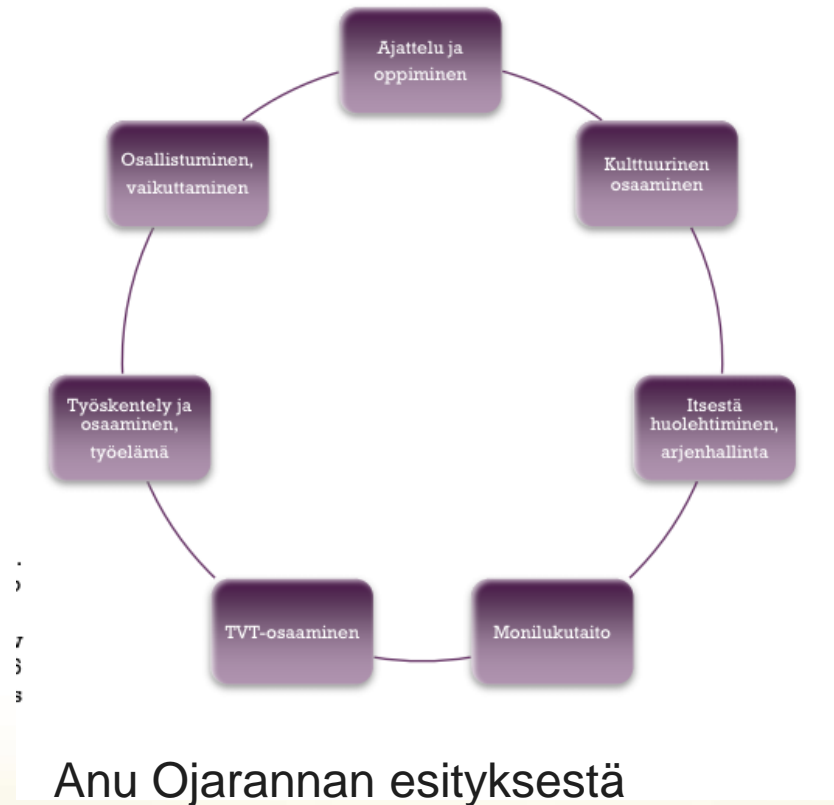 Ajattelu ja
oppiminen
Kulttuurinen
osaaminen
Itsestä
huolehtiminen,
arjenhallinta
Monilukutaito
TVT-osaaminen
Työskentely ja
osaaminen,
työelämä
Osallistuminen,
vaikuttaminen
Anu Ojarannan esityksestä